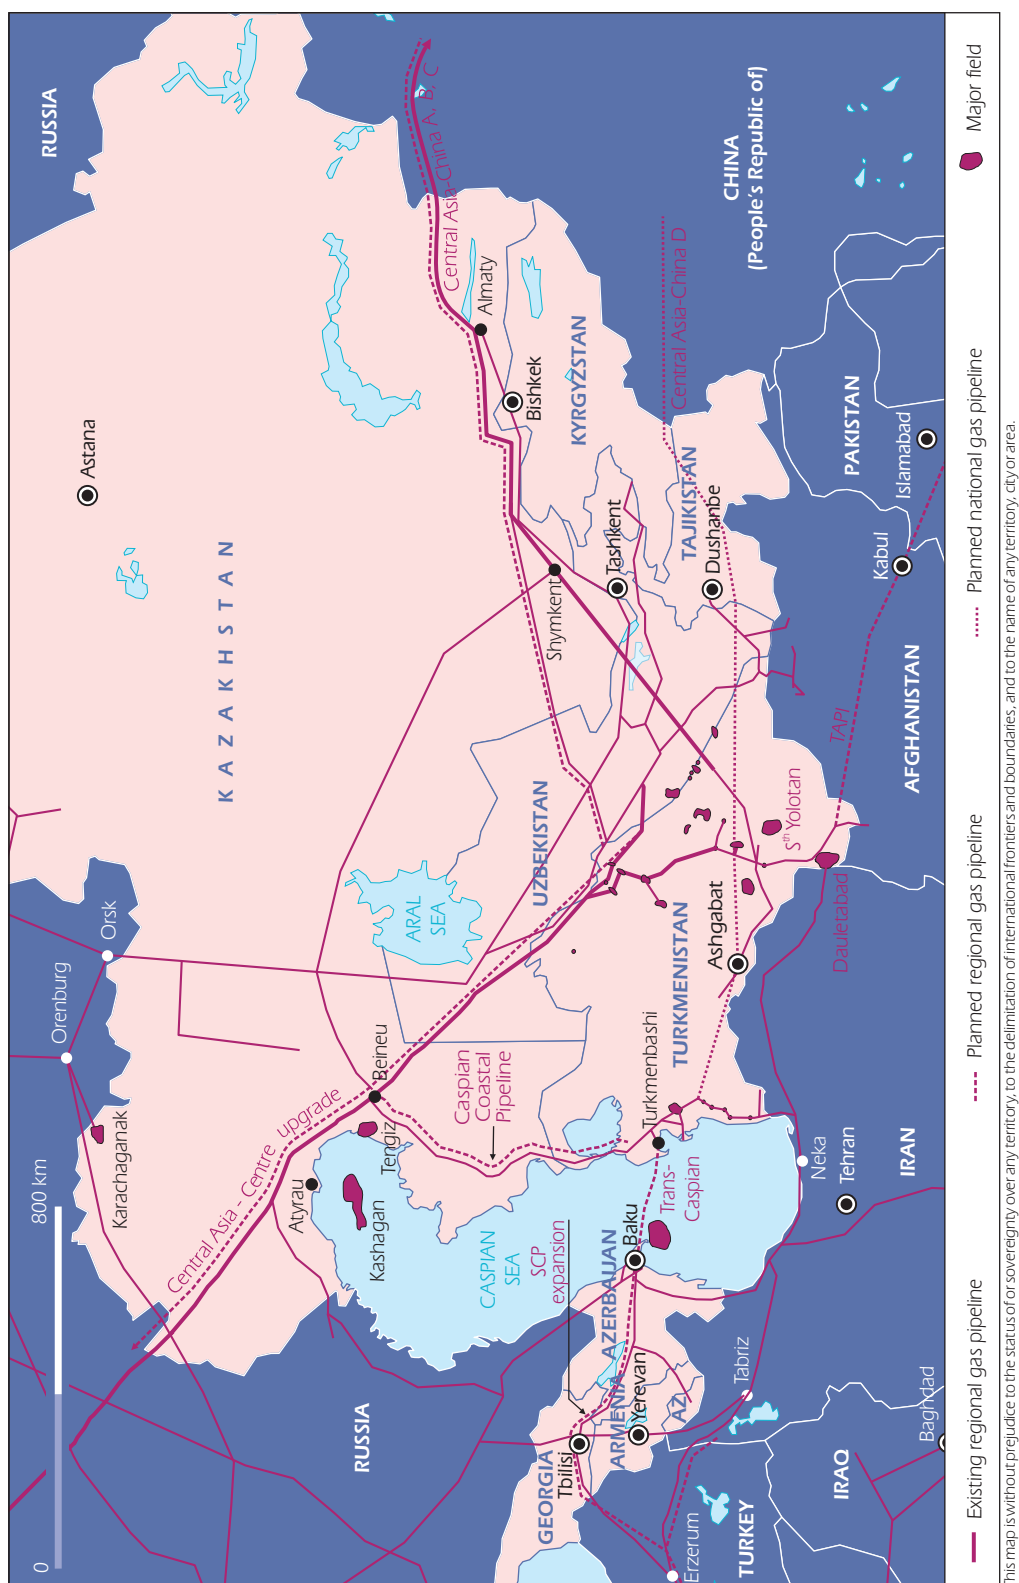 RUSSIA
Astana
KAZAKHSTAN
Orsk
Orenburg
Karachaganak
800 km
0
Central Asia - Centre upgrade
Atyrau
Kashagan
Tengiz
Beineu
ARAL
SEA
Caspian
Coastal
Pipeline
CASPIAN
SEA
SCP
expansion
RUSSIA
Central Asia-China A, B, C
Almaty
Bishkek
KYRGYZSTAN
Shymkent
Tashkent
UZBEKISTAN
TAJIKISTAN
Dushanbe
Central Asia-China D
CHINA
(People's Republic of)
PAKISTAN
Islamabad
Kabul
AFGHANISTAN
TAPI
Sth Yolotan
Dauletabad
Ashgabat
TURKMENISTAN
Turkmenbashi
Trans-
Caspian
Baku
AZERBAIJAN
ARMENIA
Yerevan
AZ
GEORGIA
Tbilisi
Neka
Tehran
IRAN
Tabriz
Erzerum
TURKEY
IRAQ
Baghdad
Existing regional gas pipeline
Planned regional gas pipeline
Planned national gas pipeline
Major field
This map is without prejudice to the status of or sovereignty over any territory, to the delimitation of international frontiers and boundaries, and to the name of any territory, city or area.